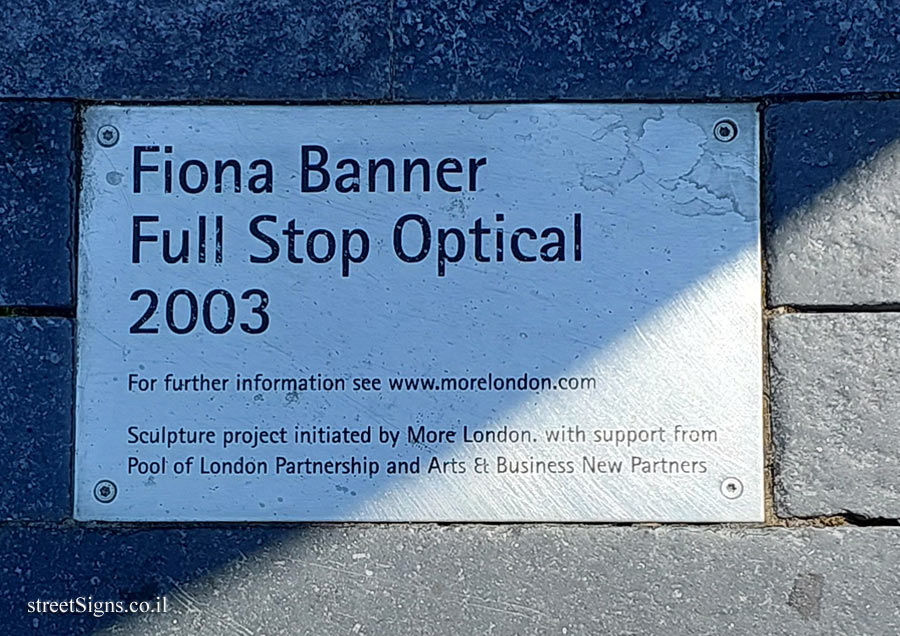 Fiona Banner
Full Stop Optical
2003
For further information see www.morelondon.com
Sculpture project initiated by More London. with support from
Pool of London Partnership and Arts & Business New Partners
streetSigns.co.il